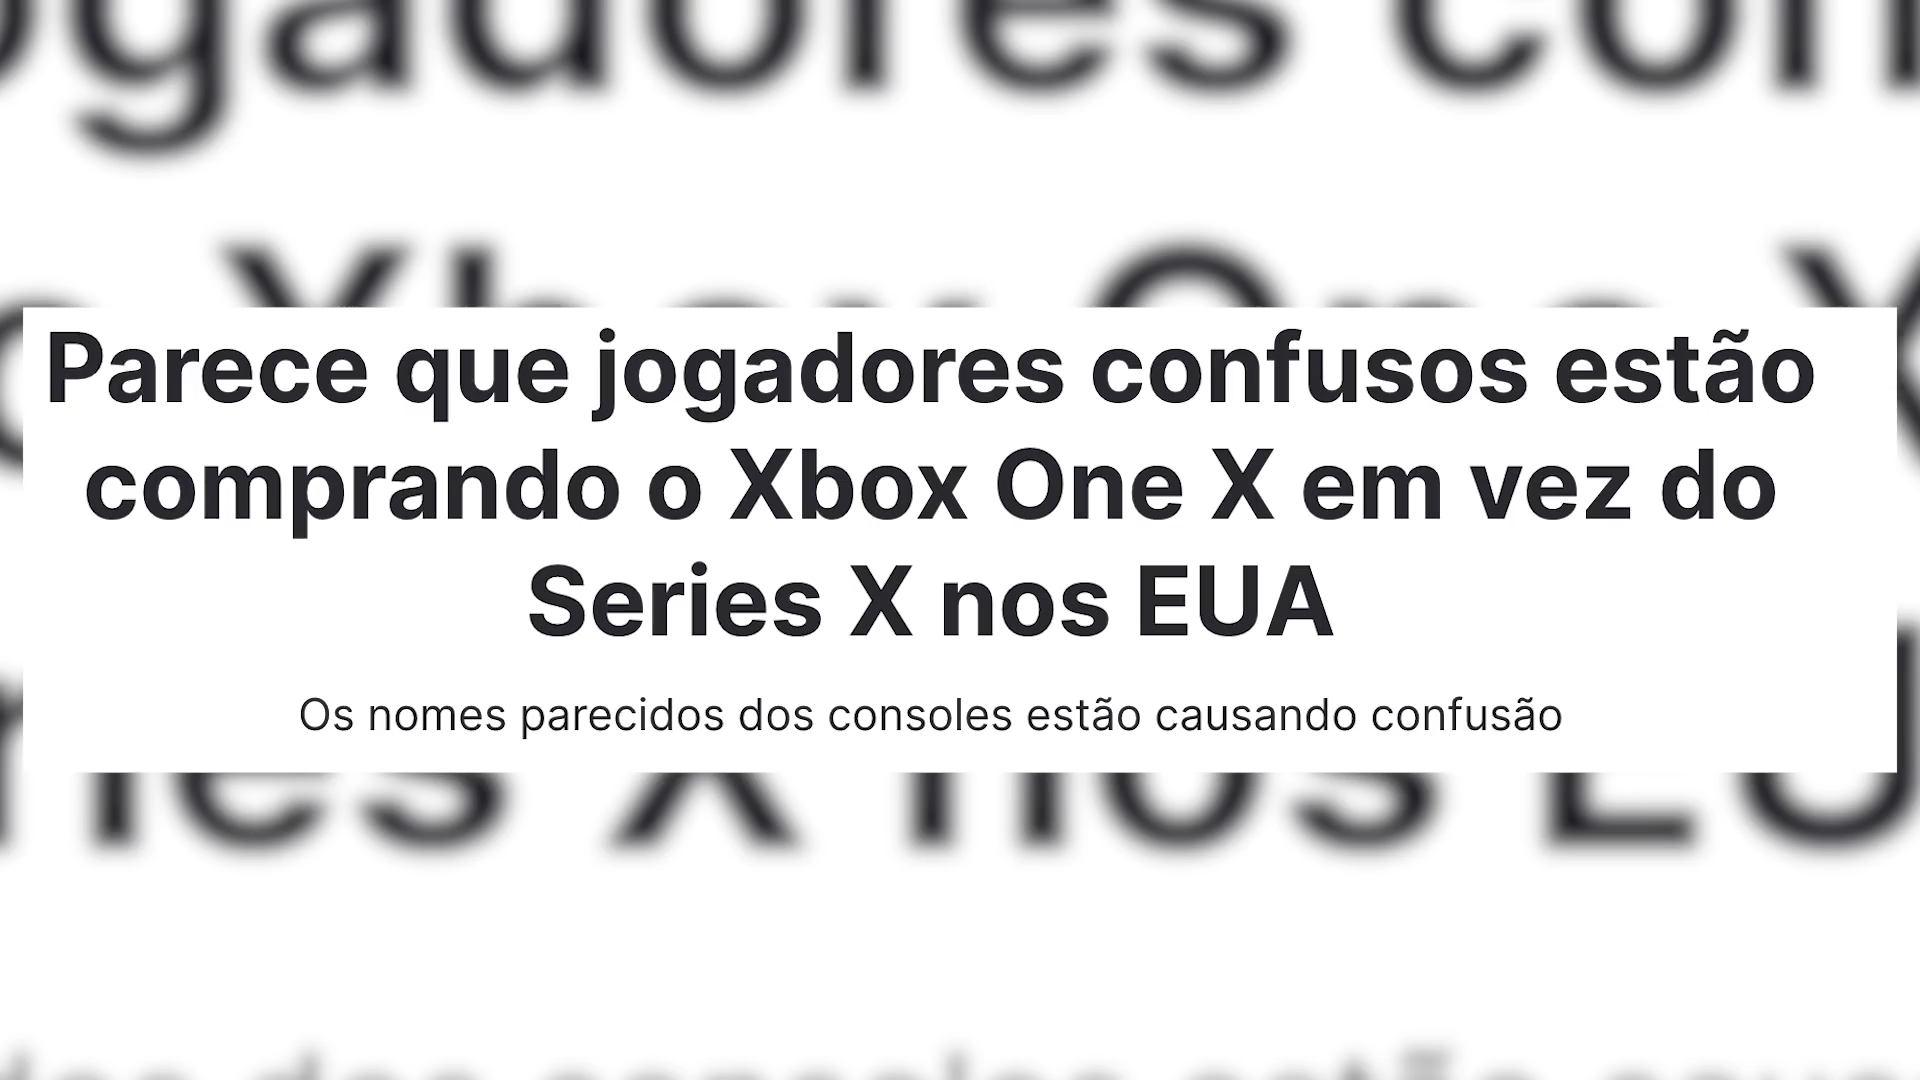 Parece que jogadores confusos estão
comprando o Xbox One X em vez do
Series X nos EUA
Os nomes parecidos dos consoles estão causando confusão